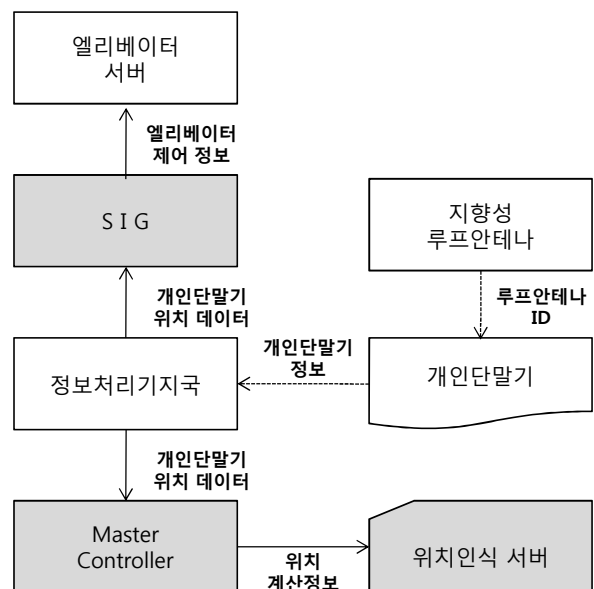 엘리베이터
서버
엘리베이터
제어 정보
S I G
지향성
루프안테나
개인단말기
위치 데이터
루프안테나
ID
개인단말기
정보
정보처리기지국
개인단말기
개인단말기
위치 데이터
Master
Controller
위치
계산정보
위치인식 서버